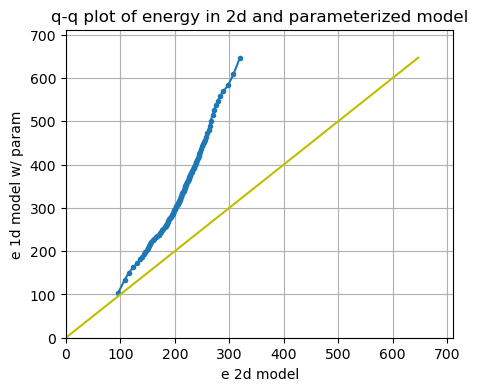 q-q plot of energy in 2d and parameterized model
e 1d model w/ param
700
600
500
400
300
200
100
0
0 100 200 300 400 500 600 700
e 2d model